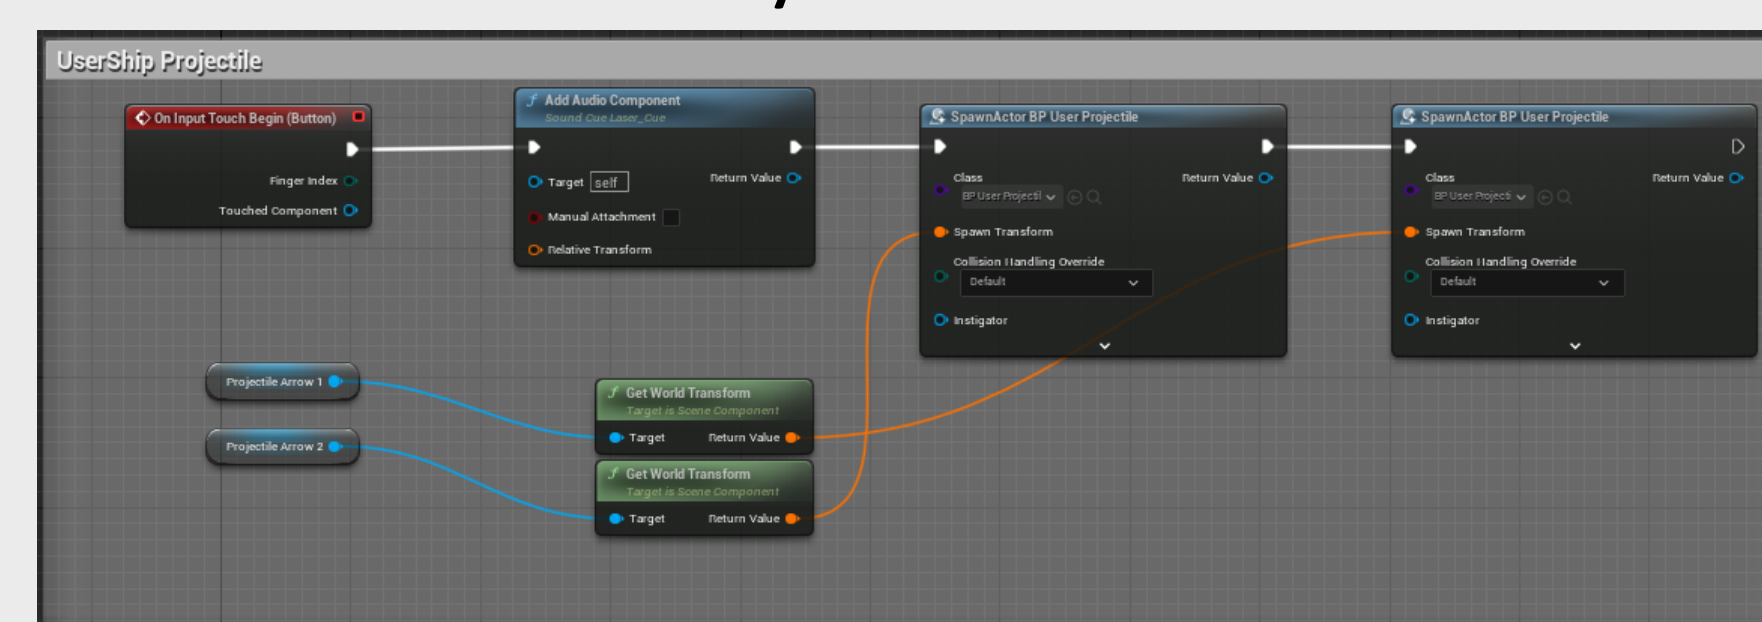 UserShip Projectile
On Input Touch Begin (Button)
Finger Index
Touched Component
Add Audio Component
Sound Cue Laser_Cue
Target self
Return Value
Manual Attachment
Relative Transform
SpawnActor BP User Projectile
Class
Return Value
BP User Projectil
Spawn Transform
Collision Handling Override
Default
Instigator
SpawnActor BP User Projectile
Class
Return Value
BP User Projecti
Spawn Transform
Collision Handling Override
Default
Instigator
Projectile Arrow 1
Projectile Arrow 2
Get World Transform
Target is Scene Component
Target Return Value
Get World Transform
Target is Scene Component
Target Return Value